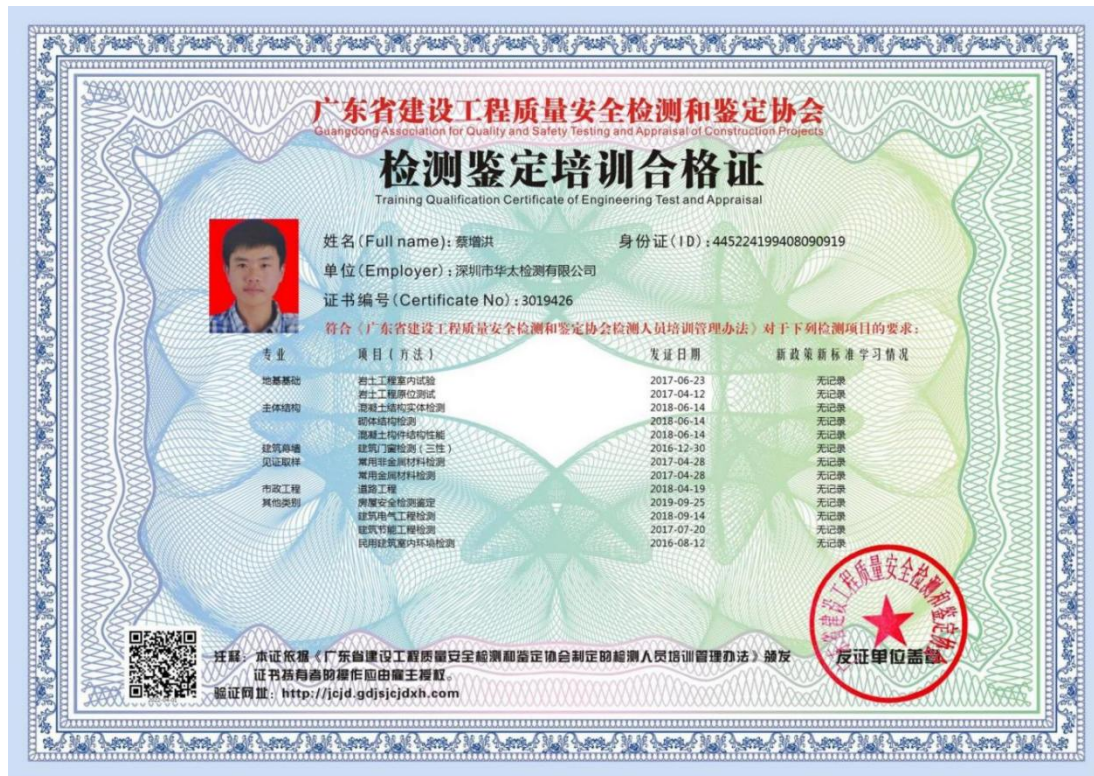 广东省建设工程质量安全检测和鉴定协会
Guangdong Association for Quality and Safety Testing and Appraisal of Construction Projects
检测鉴定培训合格证
Training Qualification Certificate of Engineering Test and Appraisal
姓名(Full name)：蔡增洪 身份证(ID)：445224199408090919
单位(Employer)：深圳市华太检测有限公司
证书编号(Certificate No)：3019426
符合《广东省建设工程质量安全检测和鉴定协会检测人员培训管理办法》对于下列检测项目的要求：
专业 项目(方法) 发证日期 新政策新标准学习情况
地基基础 岩土工程室内试验 2017-06-23 无记录
岩土工程原位测试 2017-04-12 无记录
主体结构 混凝土结构实体检测 2018-06-14 无记录
砌体结构检测 2018-06-14 无记录
混凝土构件结构性能 2018-06-14 无记录
建筑幕墙 建筑门窗检测(三性) 2016-12-30 无记录
见证取样 常用非金属材料检测 2017-04-28 无记录
常用金属材料检测 2017-04-28 无记录
市政工程 道路工程 2018-04-19 无记录
其他类别 房屋安全检测鉴定 2019-09-25 无记录
建筑电气工程检测 2018-09-14 无记录
建筑节能工程检测 2017-07-20 无记录
民用建筑室内环境检测 2016-08-12 无记录
广东省建设工程质量安全检测和鉴定协会
发证单位盖章
注释：本证依据《广东省建设工程质量安全检测和鉴定协会制定的检测人员培训管理办法》颁发
证书持有者的操作应由雇主授权。
验证网址：http://jcjd.gdjsjcjdxh.com